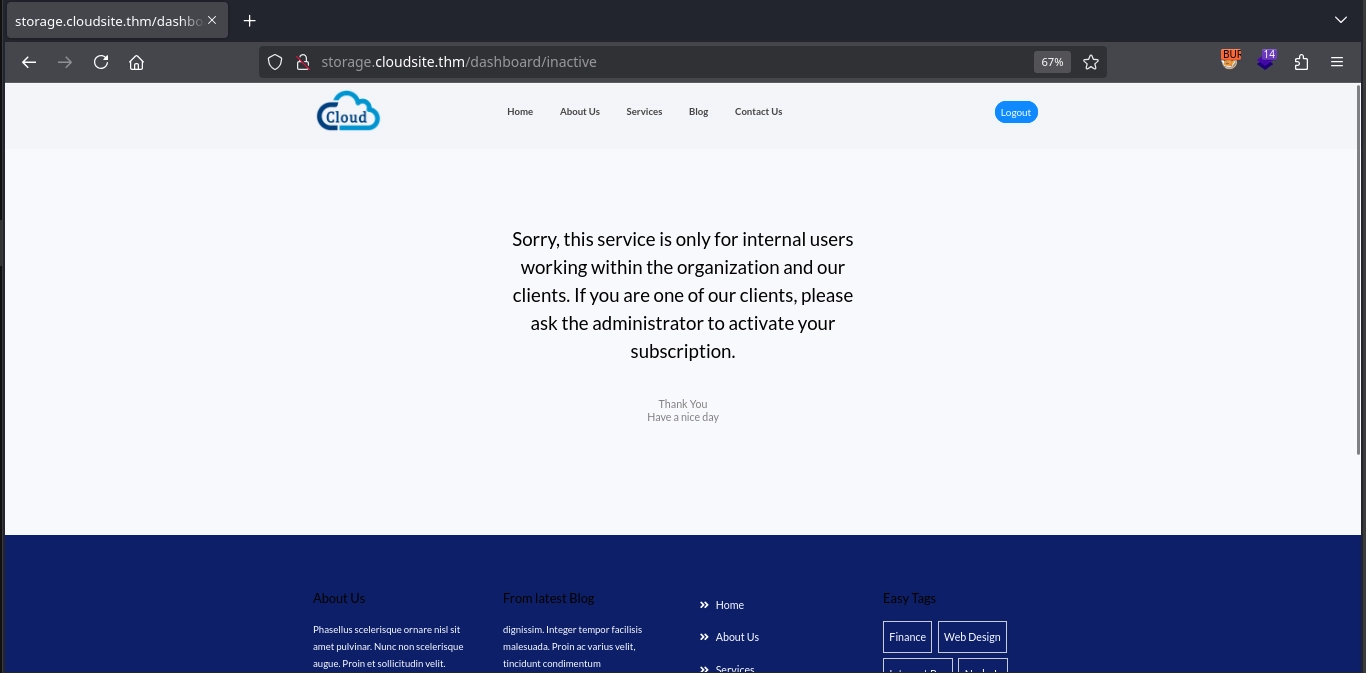 storage.cloudsite.thm/dashbo
storage.cloudsite.thm/dashboard/inactive
67%
BUR
14
Cloud
Home
About Us
Services
Blog
Contact Us
Logout
Sorry, this service is only for internal users
working within the organization and our
clients. If you are one of our clients, please
ask the administrator to activate your
subscription.
Thank You
Have a nice day
About Us
Phasellus scelerisque ornare nisl sit
amet pulvinar. Nunc non scelerisque
augue. Proin et sollicitudin velit.
From latest Blog
dignissim. Integer tempor facilisis
malesuada. Proin ac varius velit,
tincidunt condimentum
Home
About Us
Services
Easy Tags
Finance
Web Design